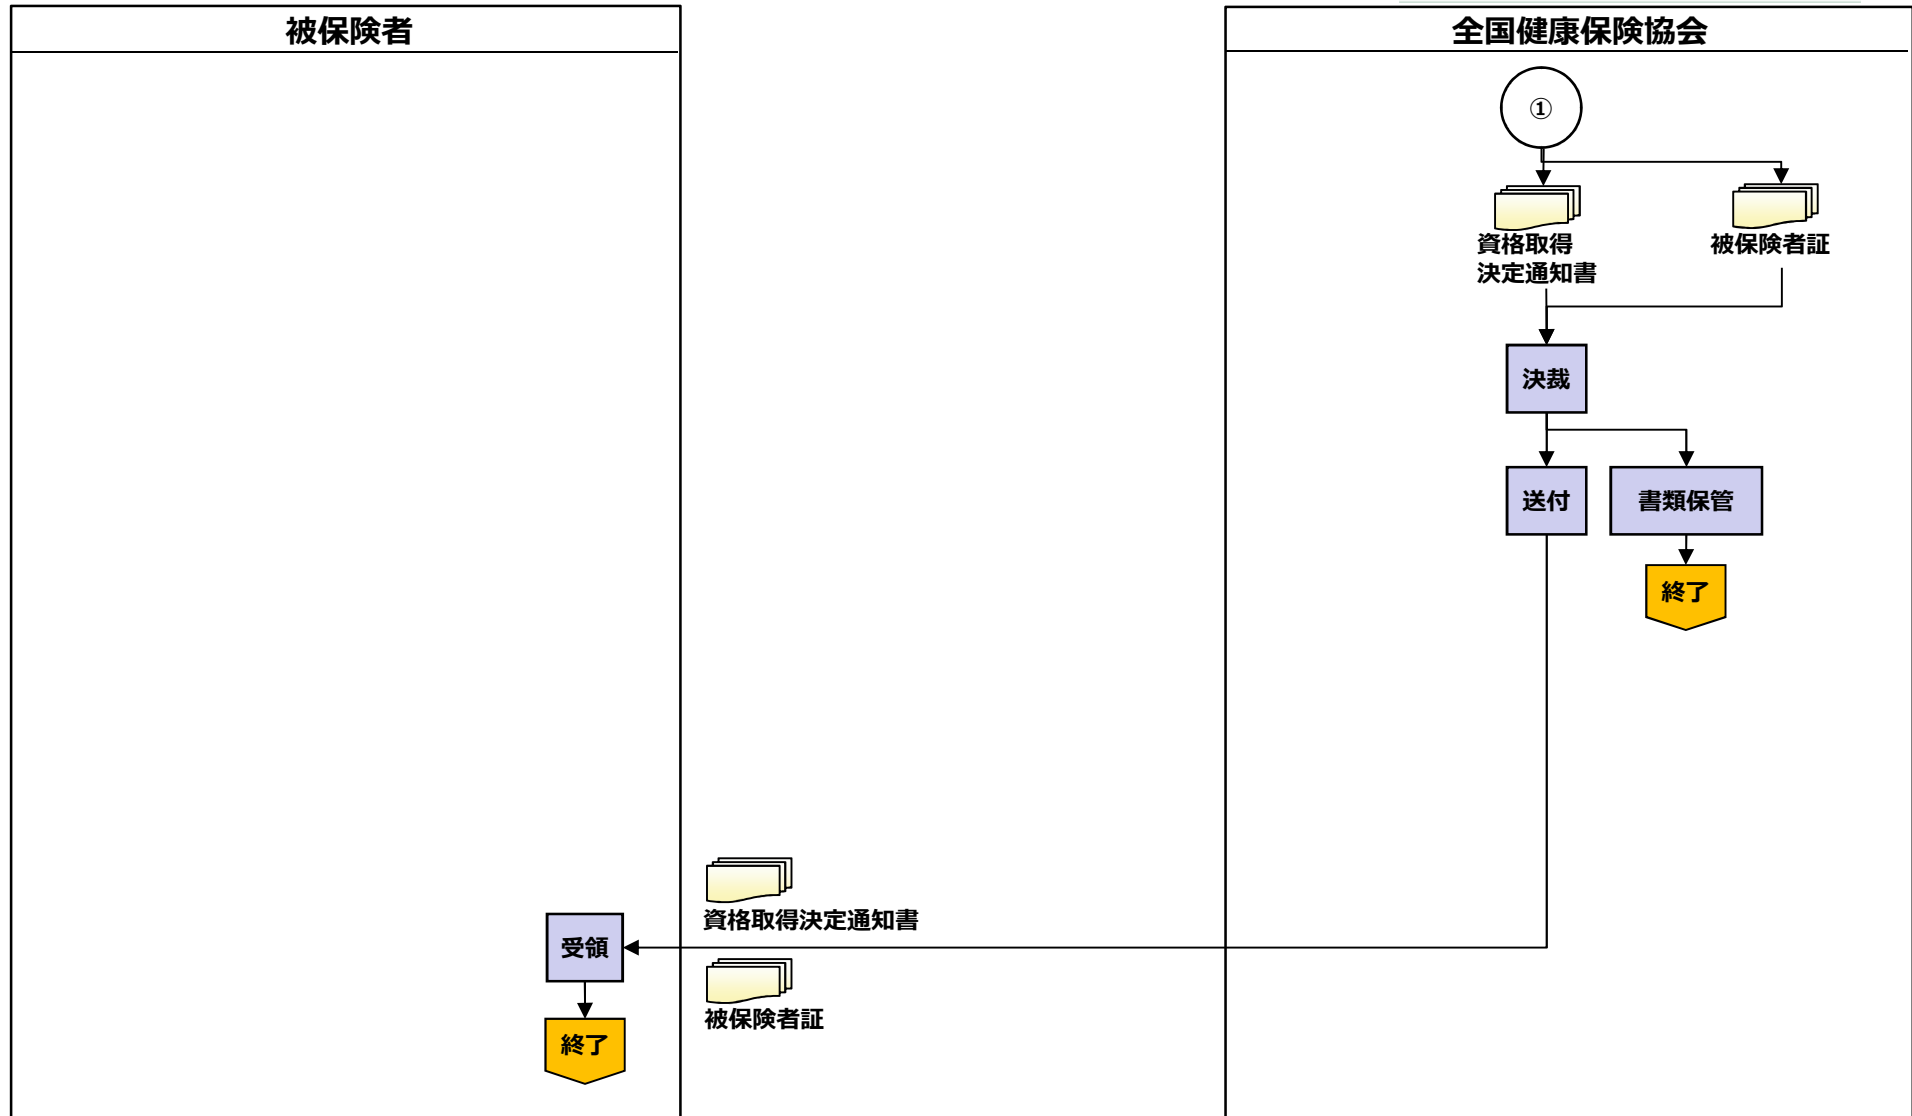 被保険者
全国健康保険協会
①
資格取得
決定通知書
被保険者証
決裁
送付
書類保管
終了
資格取得決定通知書
受領
被保険者証
終了